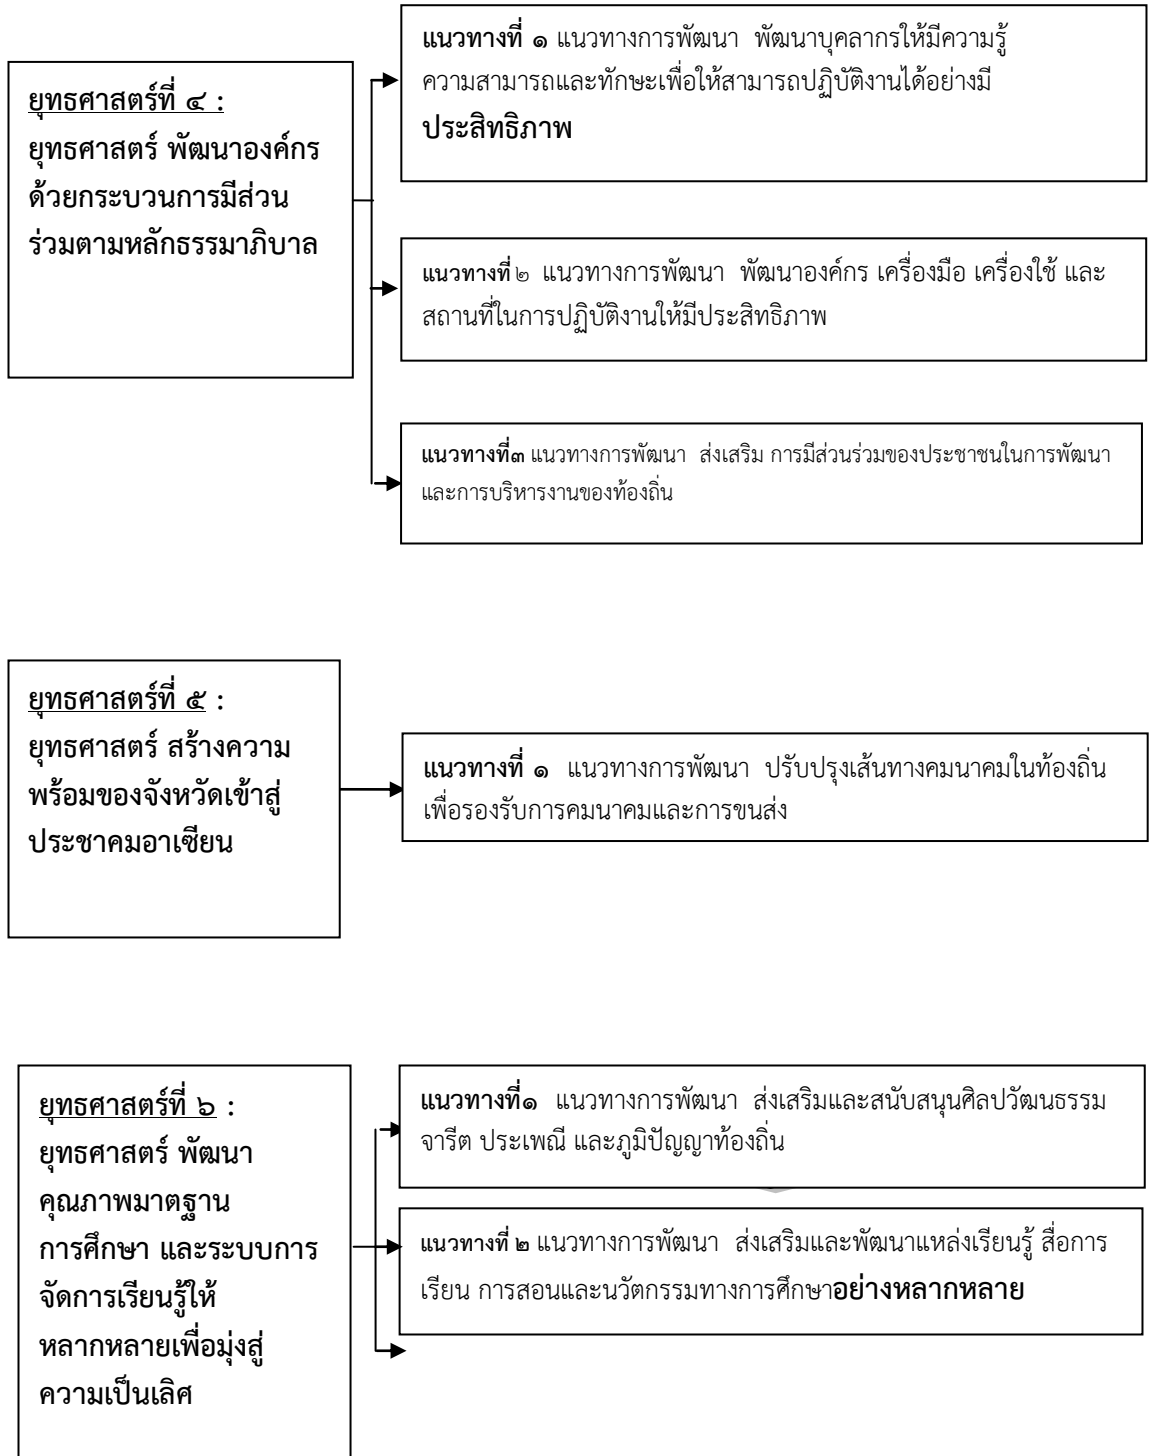 ยุทธศาสตร์ที่ ๔ :
ยุทธศาสตร์ พัฒนาองค์กร
ด้วยกระบวนการมีส่วน
ร่วมตามหลักธรรมาภิบาล
แนวทางที่ ๑ แนวทางการพัฒนา พัฒนาบุคลากรให้มีความรู้
ความสามารถและทักษะเพื่อให้สามารถปฏิบัติงานได้อย่างมี
ประสิทธิภาพ
แนวทางที่ ๒ แนวทางการพัฒนา พัฒนาองค์กร เครื่องมือ เครื่องใช้ และ
สถานที่ในการปฏิบัติงานให้มีประสิทธิภาพ
แนวทางที่๓ แนวทางการพัฒนา ส่งเสริม การมีส่วนร่วมของประชาชนในการพัฒนา
และการบริหารงานของท้องถิ่น
ยุทธศาสตร์ที่ ๕ :
ยุทธศาสตร์ สร้างความ
พร้อมของจังหวัดเข้าสู่
ประชาคมอาเซียน
แนวทางที่ ๑ แนวทางการพัฒนา ปรับปรุงเส้นทางคมนาคมในท้องถิ่น
เพื่อรองรับการคมนาคมและการขนส่ง
ยุทธศาสตร์ที่ ๖ :
ยุทธศาสตร์ พัฒนา
คุณภาพมาตฐาน
การศึกษา และระบบการ
จัดการเรียนรู้ให้
หลากหลายเพื่อมุ่งสู่
ความเป็นเลิศ
แนวทางที่๑ แนวทางการพัฒนา ส่งเสริมและสนับสนุนศิลปวัฒนธรรม
จารีต ประเพณี และภูมิปัญญาท้องถิ่น
แนวทางที่ ๒ แนวทางการพัฒนา ส่งเสริมและพัฒนาแหล่งเรียนรู้ สื่อการ
เรียน การสอนและนวัตกรรมทางการศึกษาอย่างหลากหลาย